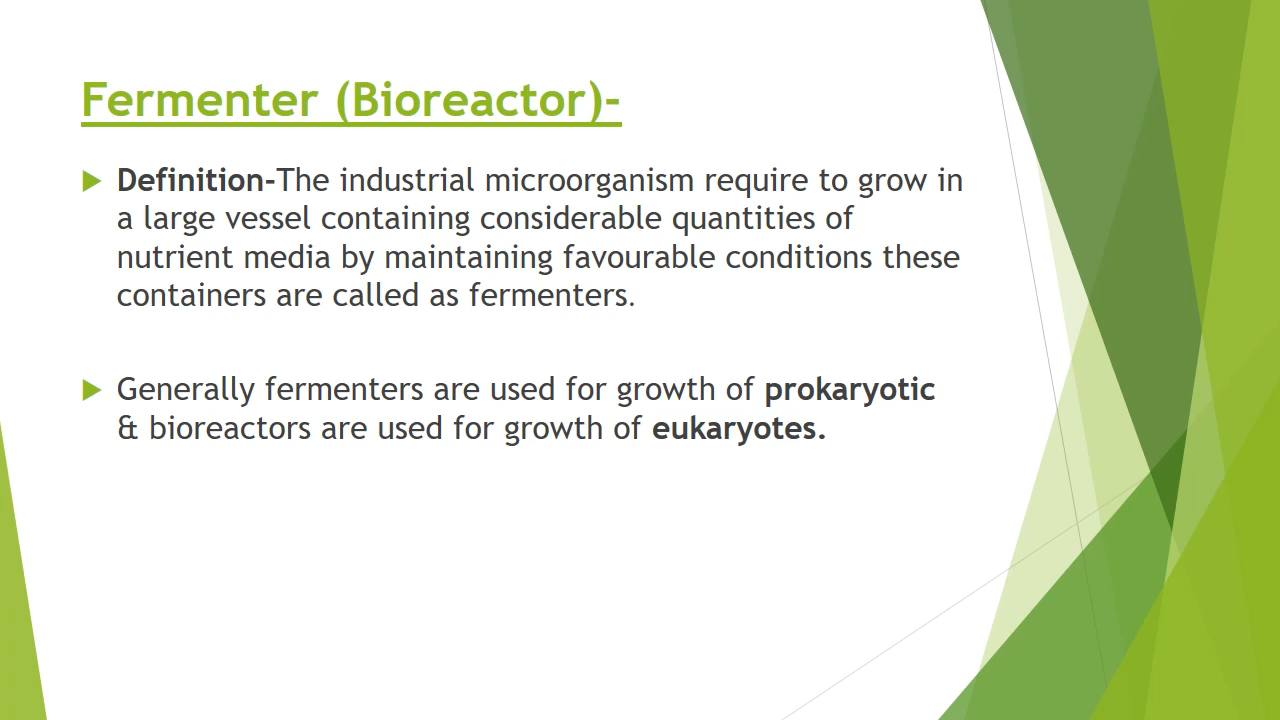 Fermenter (Bioreactor)-
Definition-The industrial microorganism require to grow in
a large vessel containing considerable quantities of
nutrient media by maintaining favourable conditions these
containers are called as fermenters.
Generally fermenters are used for growth of prokaryotic
& bioreactors are used for growth of eukaryotes.